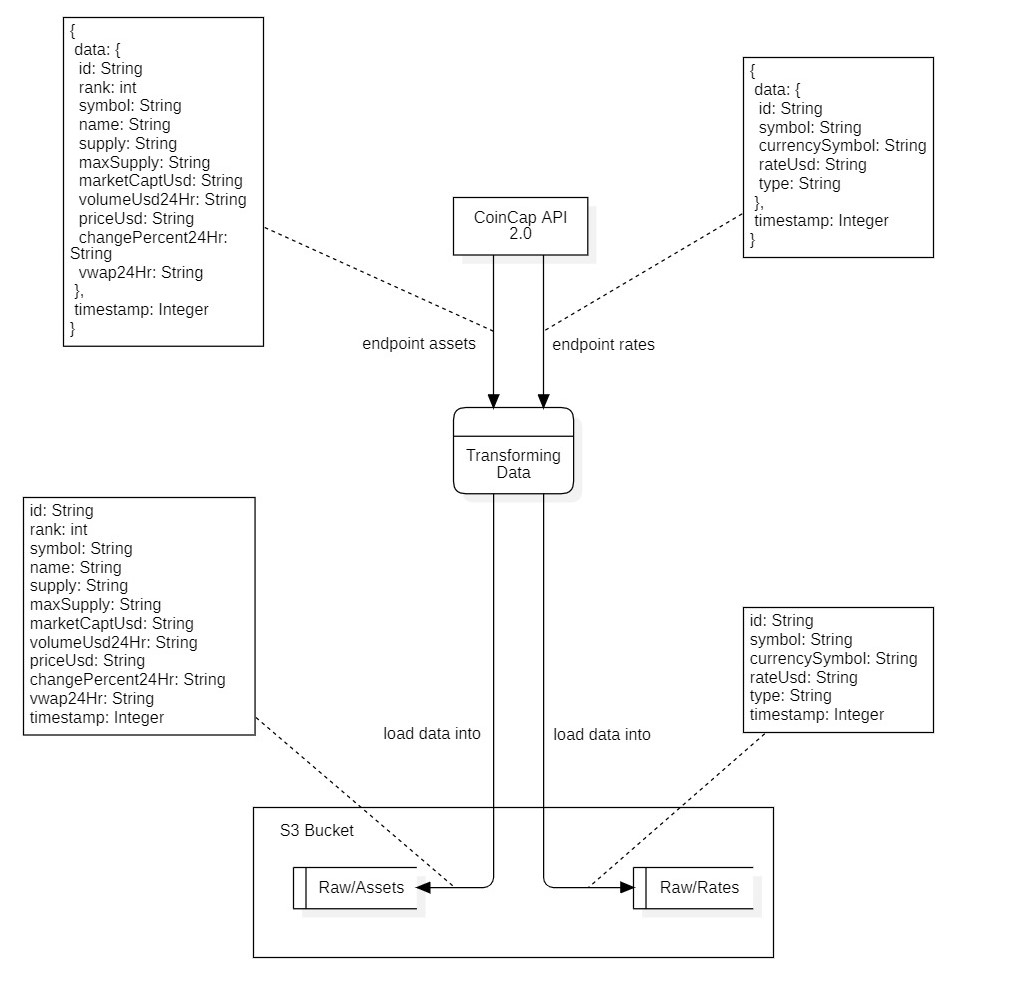 {
data: {
id: String
rank: int
symbol: String
name: String
supply: String
maxSupply: String
marketCaptUsd: String
volumeUsd24Hr: String
priceUsd: String
changePercent24Hr:
String
vwap24Hr: String
},
timestamp: Integer
}
{
data: {
id: String
symbol: String
currencySymbol: String
rateUsd: String
type: String
},
timestamp: Integer
}
CoinCap API
2.0
endpoint assets
endpoint rates
Transforming
Data
id: String
rank: int
symbol: String
name: String
supply: String
maxSupply: String
marketCaptUsd: String
volumeUsd24Hr: String
priceUsd: String
changePercent24Hr: String
vwap24Hr: String
timestamp: Integer
id: String
symbol: String
currencySymbol: String
rateUsd: String
type: String
timestamp: Integer
load data into
load data into
S3 Bucket
Raw/Assets
Raw/Rates